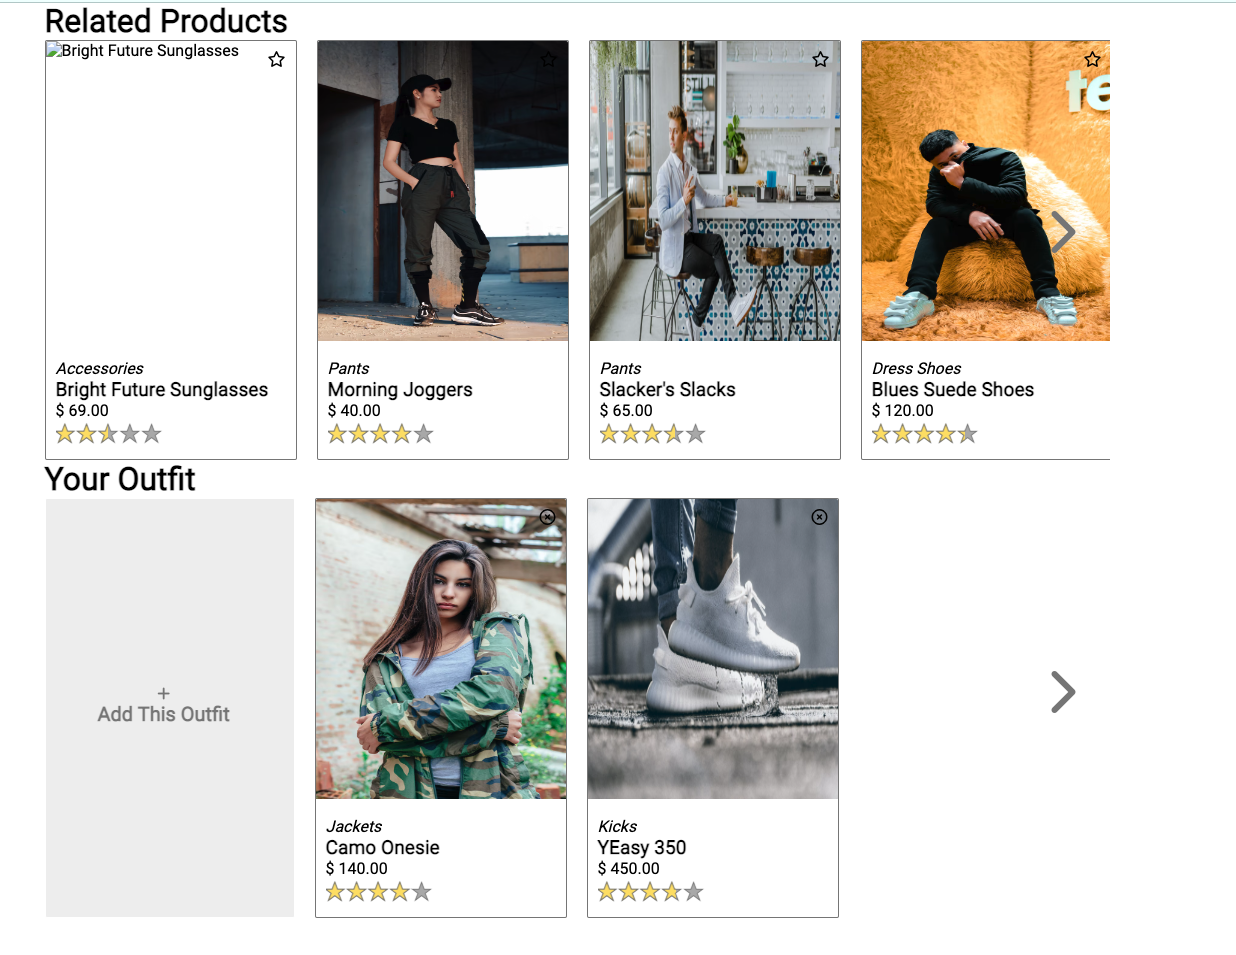 Related Products
Bright Future Sunglasses
te
Accessories
Bright Future Sunglasses
$ 69.00
Pants
Morning Joggers
$ 40.00
Pants
Slacker's Slacks
$ 65.00
Dress Shoes
Blues Suede Shoes
$ 120.00
Your Outfit
+
Add This Outfit
Jackets
Camo Onesie
$ 140.00
Kicks
YEasy 350
$ 450.00